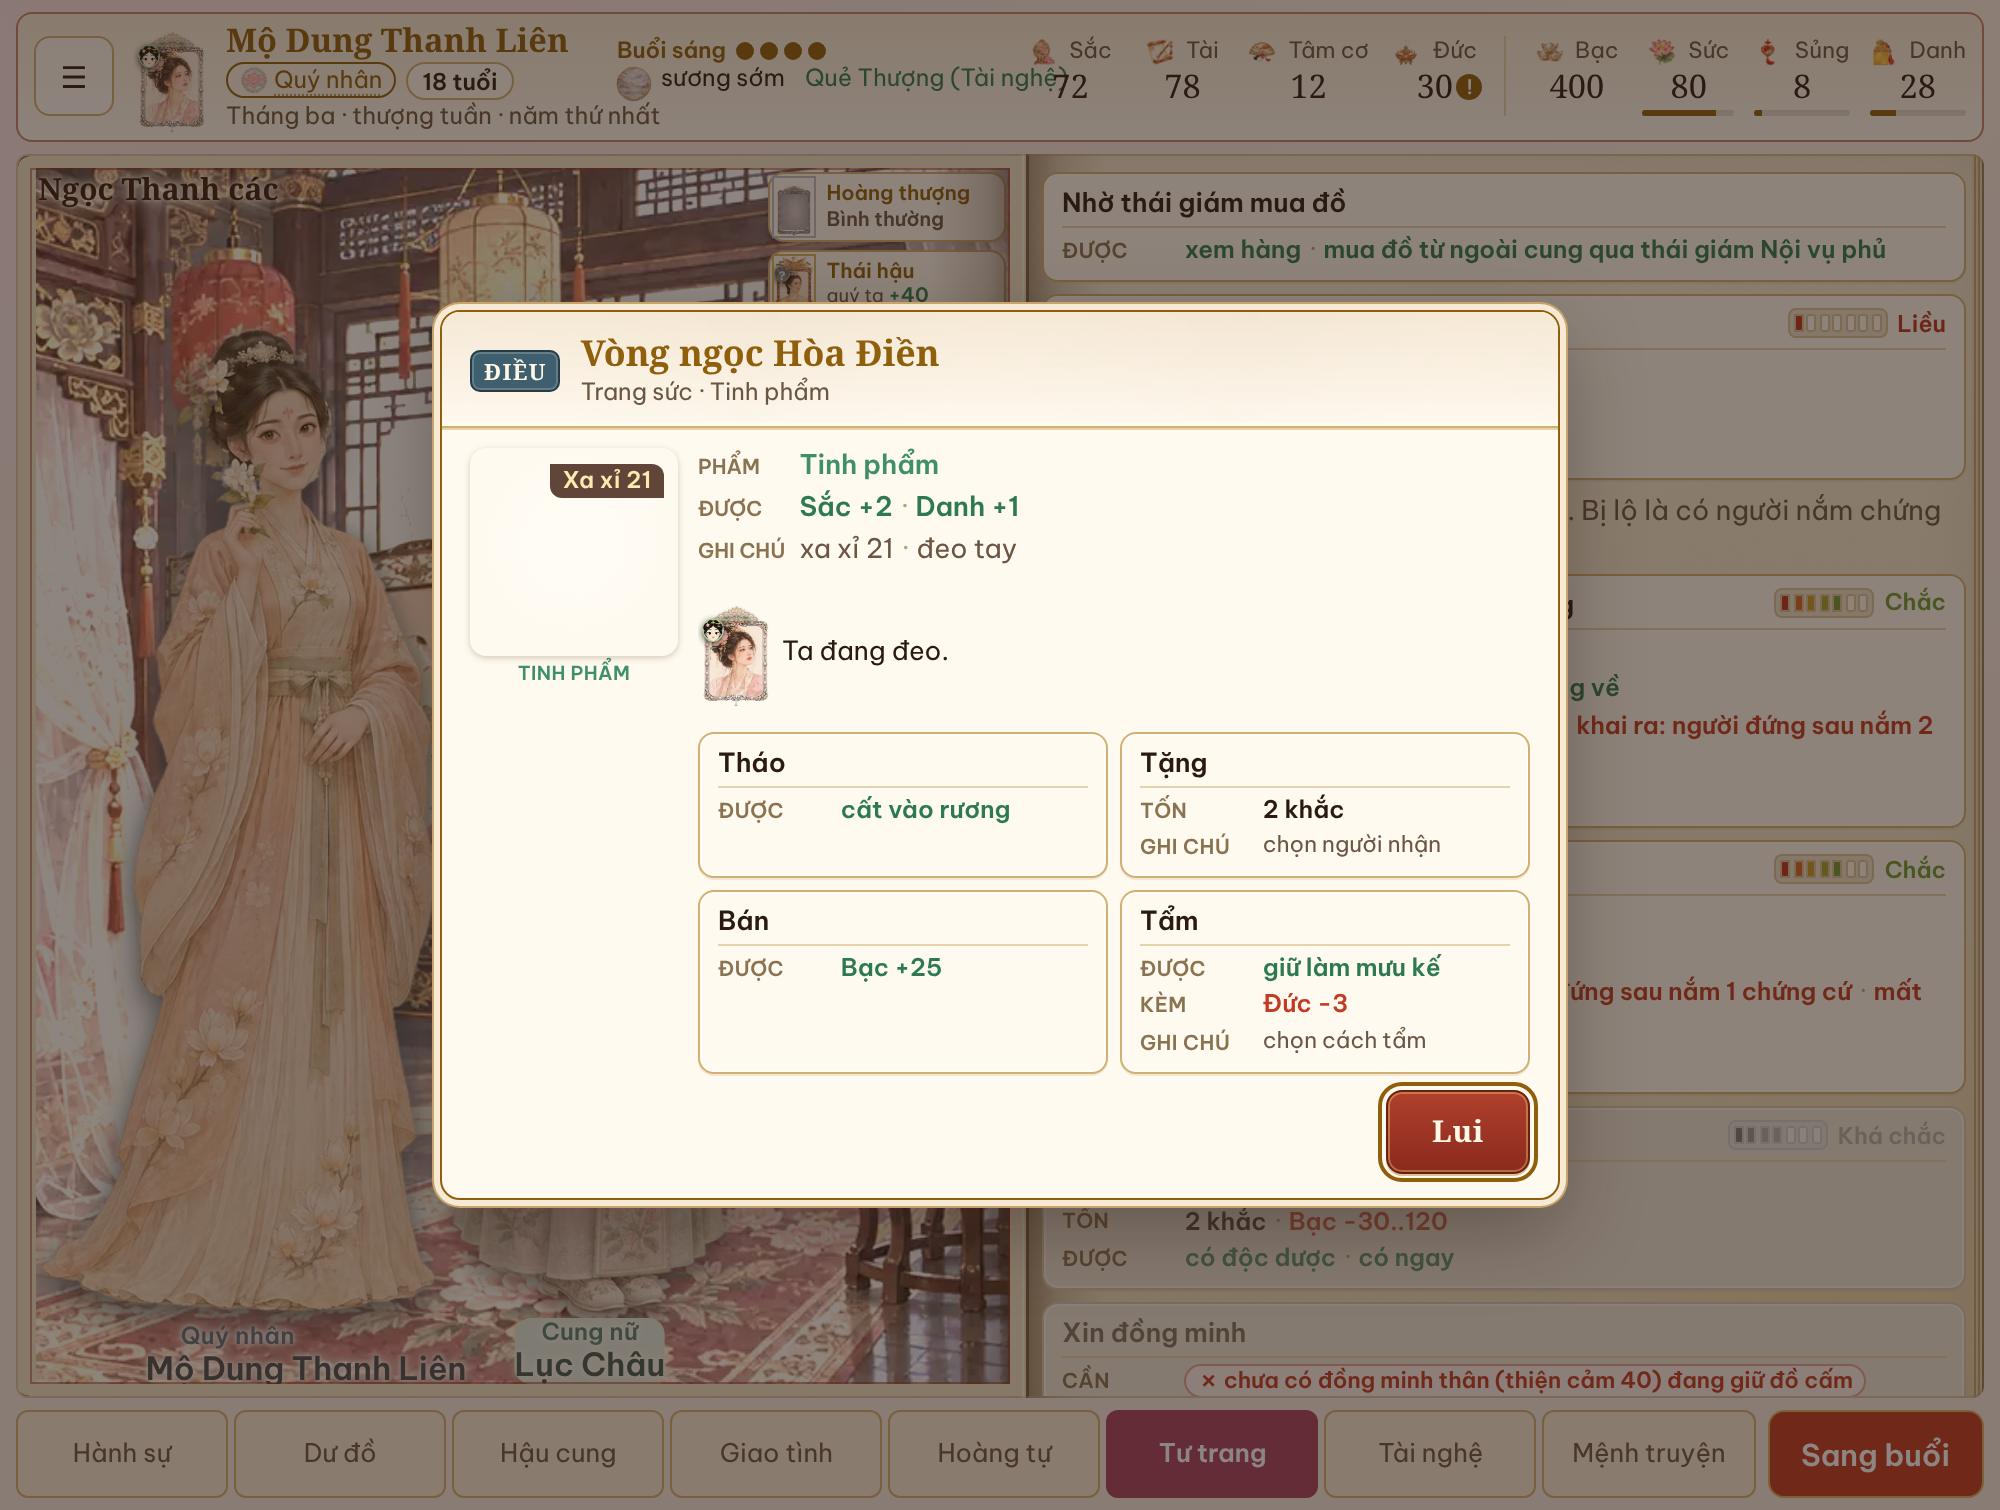 ☰
Mộ Dung Thanh Liên
Quý nhân
18 tuổi
Tháng ba · thượng tuần · năm thứ nhất
Buổi sáng
sương sớm Quẻ Thượng (Tài nghệ)
Sắc
72
Tài
78
Tâm cơ
12
Đức
30 !
Bạc
400
Sức
80
Sủng
8
Danh
28
Ngọc Thanh các
Hoàng thượng
Bình thường
Thái hậu
quý tạ +40
Nhờ thái giám mua đồ
ĐƯỢC xem hàng · mua đồ từ ngoài cung qua thái giám Nội vụ phủ
Liều
. Bị lộ là có người nắm chứng
Chắc
g về
khai ra: người đứng sau nắm 2
Chắc
ứng sau nắm 1 chứng cứ · mất
Khá chắc
TỐN 2 khắc · Bạc -30..120
ĐƯỢC có độc dược · có ngay
Xin đồng minh
CẦN × chưa có đồng minh thân (thiện cảm 40) đang giữ đồ cấm
ĐIỀU
Vòng ngọc Hòa Điền
Trang sức · Tinh phẩm
Xa xỉ 21
TINH PHẨM
PHẨM Tinh phẩm
ĐƯỢC Sắc +2 · Danh +1
GHI CHÚ xa xỉ 21 · đeo tay
Ta đang đeo.
Tháo
ĐƯỢC cất vào rương
Tặng
TỐN 2 khắc
GHI CHÚ chọn người nhận
Bán
ĐƯỢC Bạc +25
Tẩm
ĐƯỢC giữ làm mưu kế
KÈM Đức -3
GHI CHÚ chọn cách tẩm
Lui
Quý nhân
Mộ Dung Thanh Liên
Cung nữ
Lục Châu
Hành sự
Dư đồ
Hậu cung
Giao tình
Hoàng tự
Tư trang
Tài nghệ
Mệnh truyện
Sang buổi